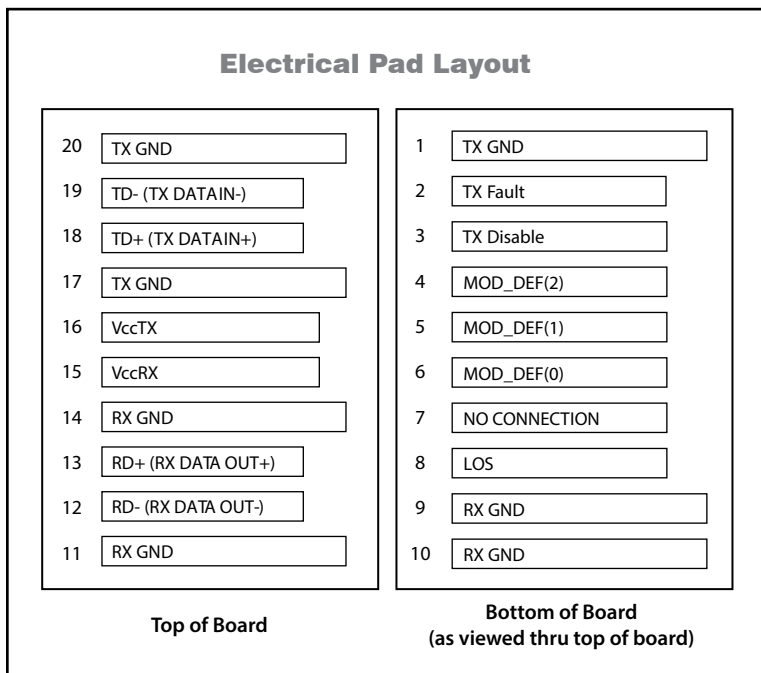 Electrical Pad Layout
20 TX GND
19 TD- (TX DATAIN-)
18 TD+ (TX DATAIN+)
17 TX GND
16 VccTX
15 VccRX
14 RX GND
13 RD+ (RX DATA OUT+)
12 RD- (RX DATA OUT-)
11 RX GND
Top of Board
1 TX GND
2 TX Fault
3 TX Disable
4 MOD_DEF(2)
5 MOD_DEF(1)
6 MOD_DEF(0)
7 NO CONNECTION
8 LOS
9 RX GND
10 RX GND
Bottom of Board
(as viewed thru top of board)